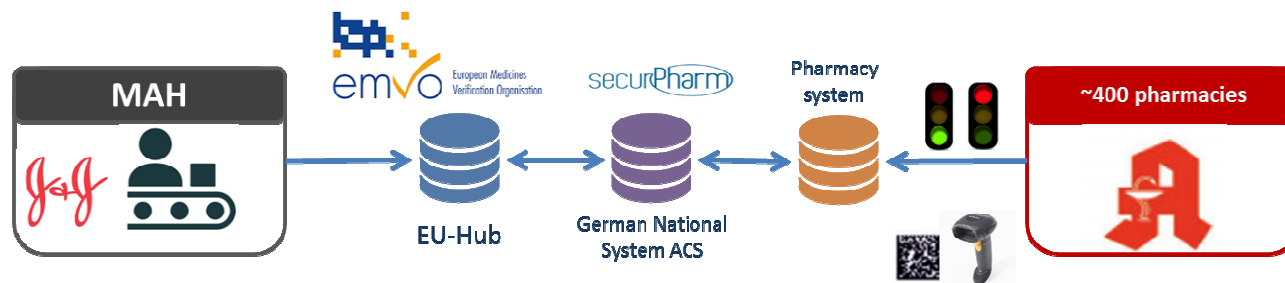 MAH
J&J
emvo
European Medicines
Verification Organisation
EU-Hub
securPharm
German National
System ACS
Pharmacy
system
~400 pharmacies
A